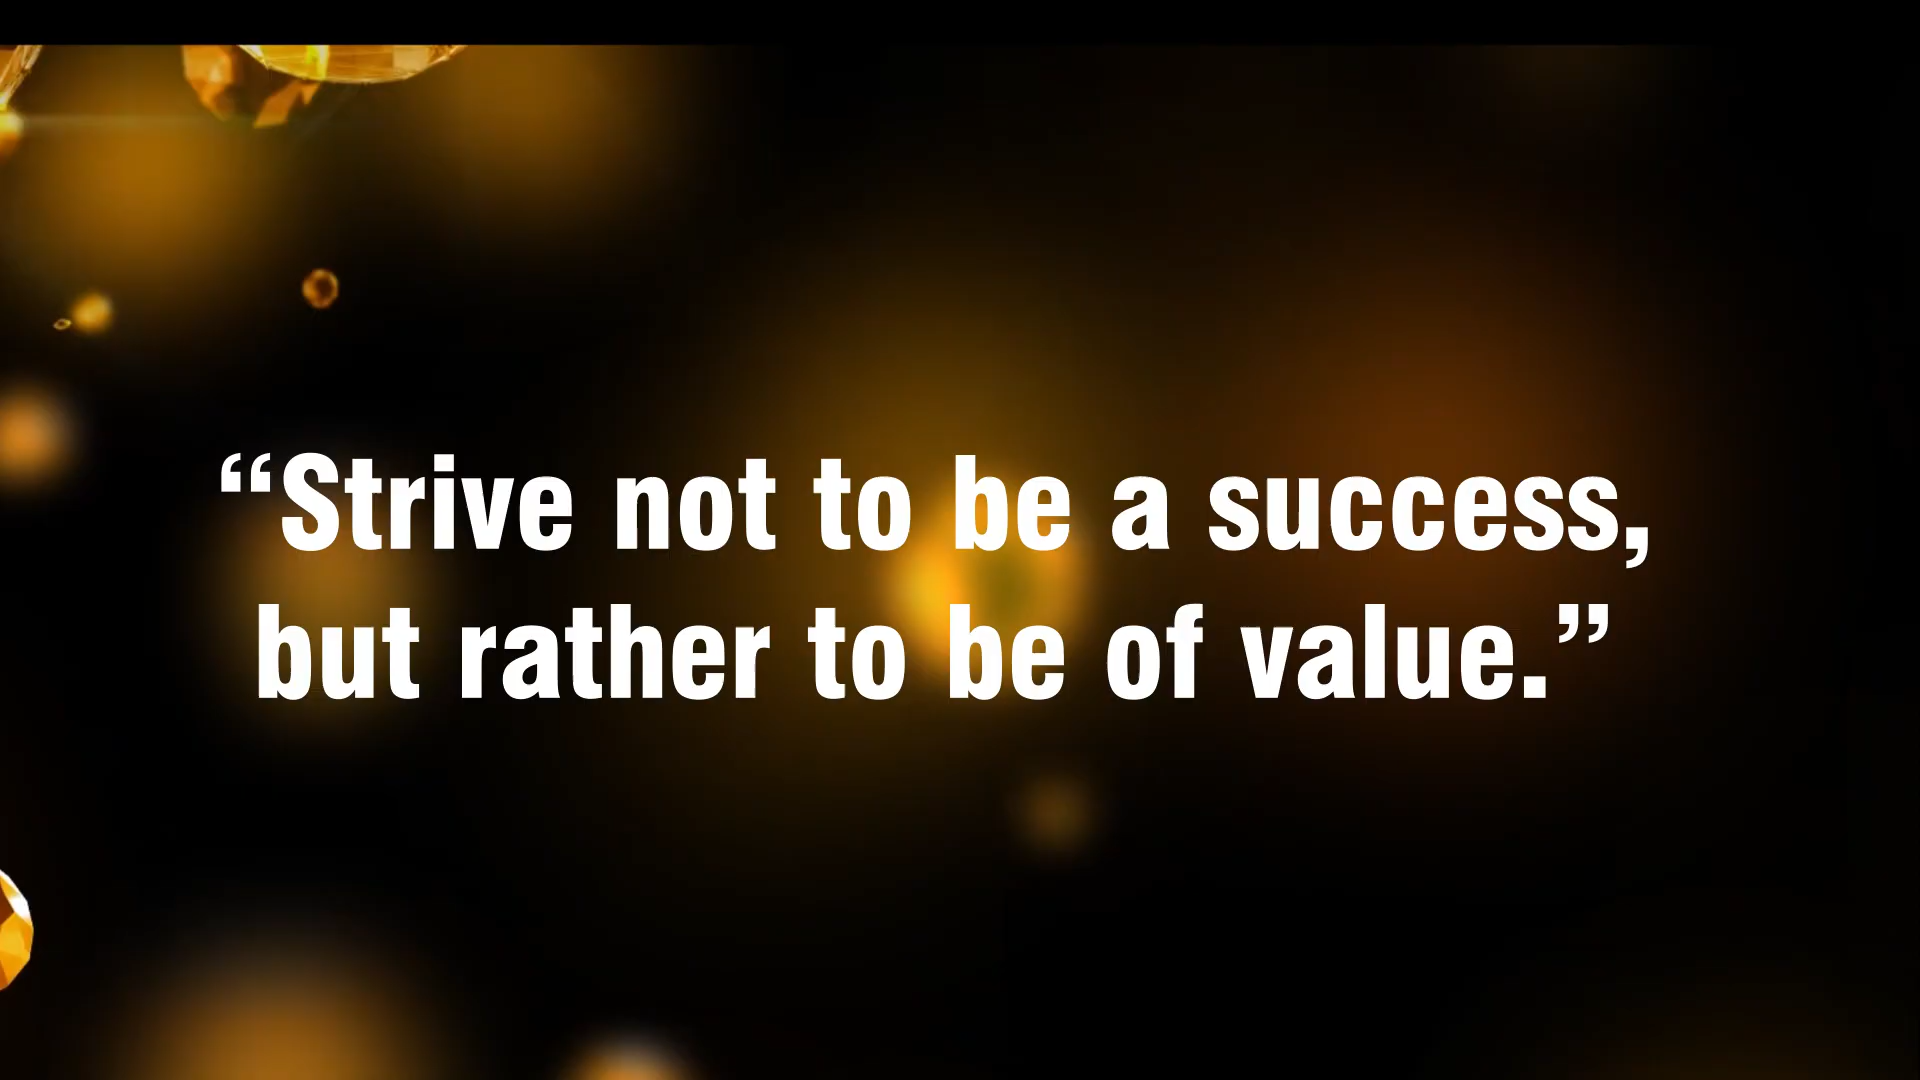 “Strive not to be a success,
but rather to be of value.”